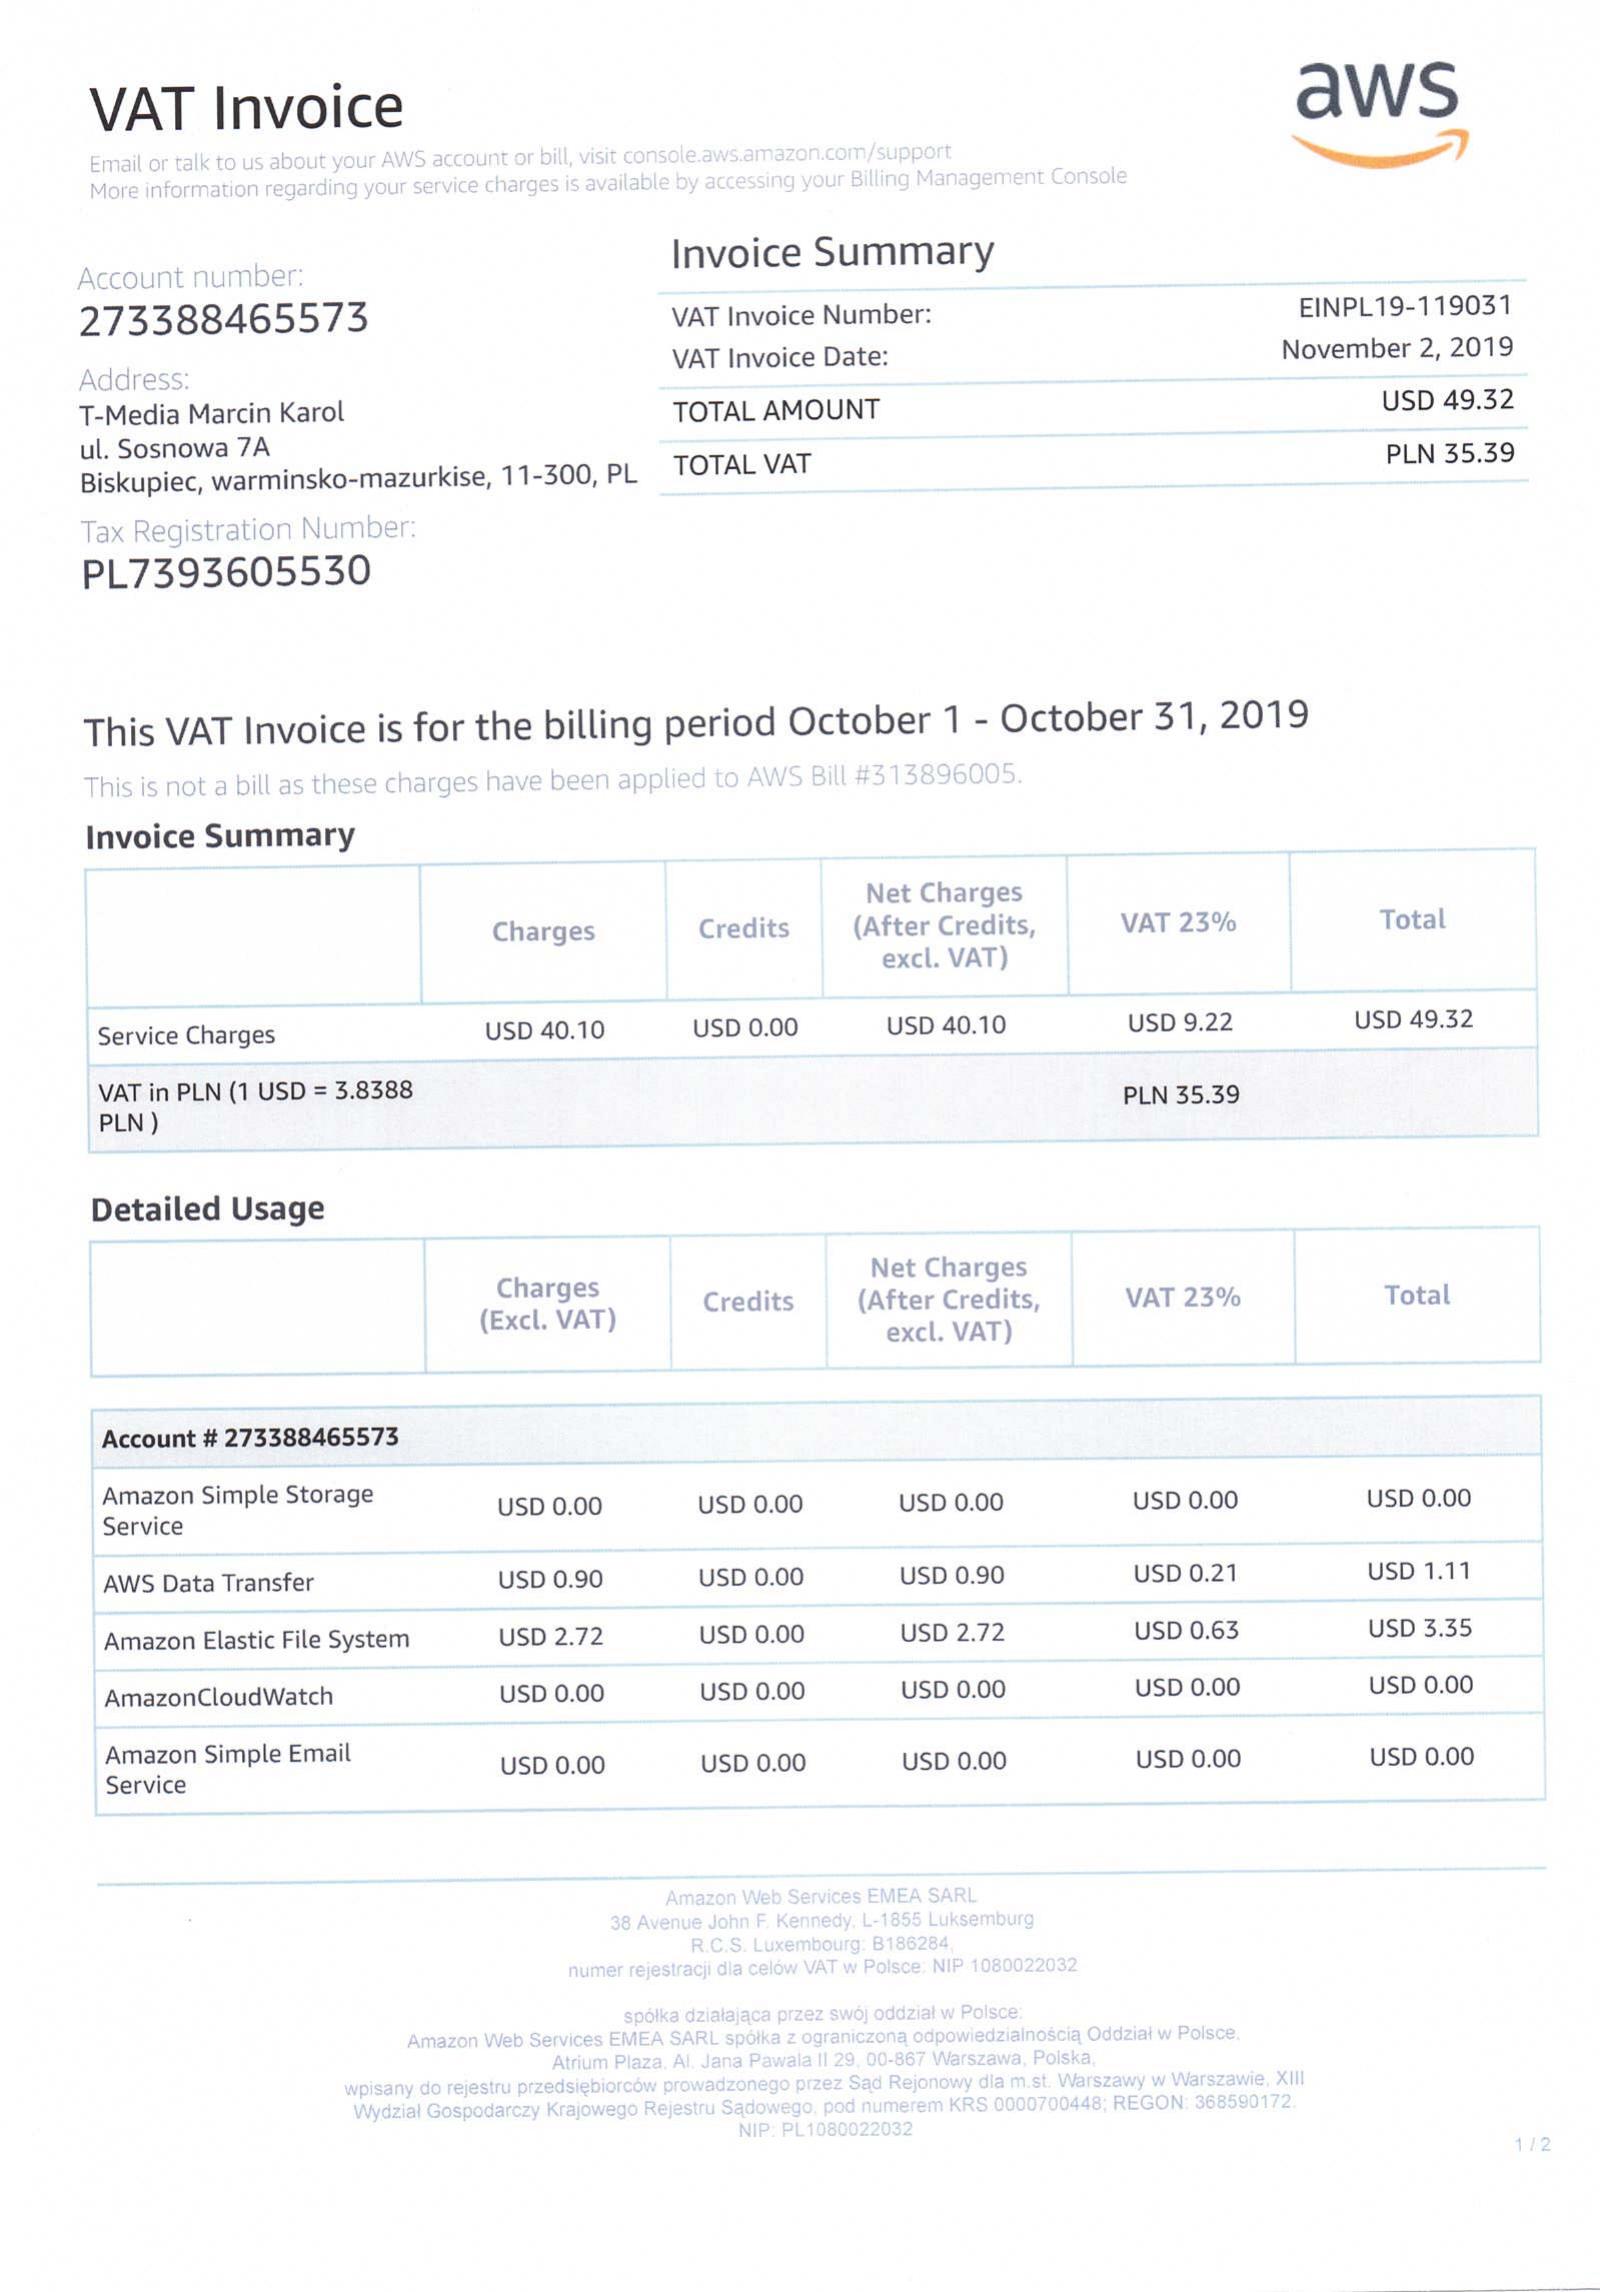 aws
VAT Invoice
Email or talk to us about your AWS account or bill, visit console.aws.amazon.com/support
More information regarding your service charges is available by accessing your Billing Management Console
Account number:
273388465573
Address:
T-Media Marcin Karol
ul. Sosnowa 7A
Biskupiec, warminsko-mazurkise, 11-300, PL
Tax Registration Number:
PL7393605530
Invoice Summary
VAT Invoice Number: EINPL19-119031
VAT Invoice Date: November 2, 2019
TOTAL AMOUNT USD 49.32
TOTAL VAT PLN 35.39
This VAT Invoice is for the billing period October 1 - October 31, 2019
This is not a bill as these charges have been applied to AWS Bill #313896005.
Invoice Summary
Charges Credits Net Charges (After Credits, excl. VAT) VAT 23% Total
Service Charges USD 40.10 USD 0.00 USD 40.10 USD 9.22 USD 49.32
VAT in PLN (1 USD = 3.8388 PLN ) PLN 35.39
Detailed Usage
Charges (Excl. VAT) Credits Net Charges (After Credits, excl. VAT) VAT 23% Total
Account # 273388465573
Amazon Simple Storage Service USD 0.00 USD 0.00 USD 0.00 USD 0.00 USD 0.00
AWS Data Transfer USD 0.90 USD 0.00 USD 0.90 USD 0.21 USD 1.11
Amazon Elastic File System USD 2.72 USD 0.00 USD 2.72 USD 0.63 USD 3.35
AmazonCloudWatch USD 0.00 USD 0.00 USD 0.00 USD 0.00 USD 0.00
Amazon Simple Email Service USD 0.00 USD 0.00 USD 0.00 USD 0.00 USD 0.00
Amazon Web Services EMEA SARL
38 Avenue John F. Kennedy, L-1855 Luksemburg
R.C.S. Luxembourg: B186284,
numer rejestracji dla celów VAT w Polsce: NIP 1080022032
spółka działająca przez swój oddział w Polsce:
Amazon Web Services EMEA SARL spółka z ograniczoną odpowiedzialnością Oddział w Polsce,
Atrium Plaza, Al. Jana Pawala II 29, 00-867 Warszawa, Polska,
wpisany do rejestru przedsiębiorców prowadzonego przez Sąd Rejonowy dla m.st. Warszawy w Warszawie, XIII
Wydział Gospodarczy Krajowego Rejestru Sądowego, pod numerem KRS 0000700448; REGON: 368590172.
NIP: PL1080022032
1 / 2